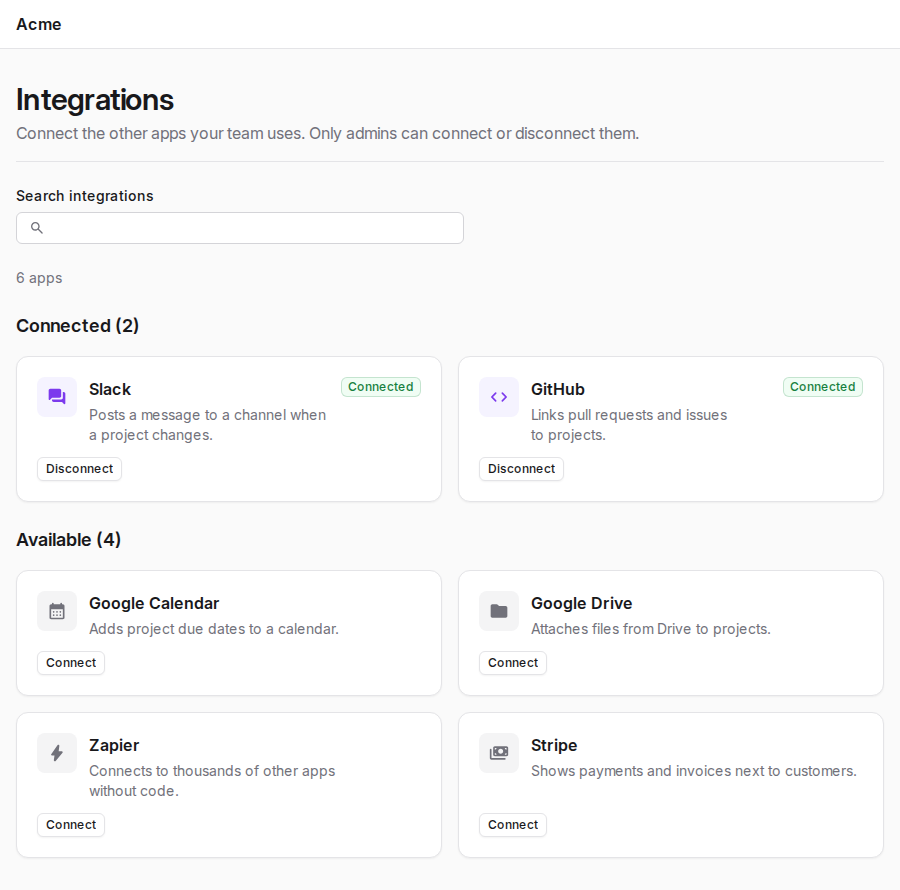 Acme
Integrations
Connect the other apps your team uses. Only admins can connect or disconnect them.
Search integrations
6 apps
Connected (2)
Slack
Connected
Posts a message to a channel when
a project changes.
Disconnect
GitHub
Connected
Links pull requests and issues
to projects.
Disconnect
Available (4)
Google Calendar
Adds project due dates to a calendar.
Connect
Google Drive
Attaches files from Drive to projects.
Connect
Zapier
Connects to thousands of other apps
without code.
Connect
Stripe
Shows payments and invoices next to customers.
Connect